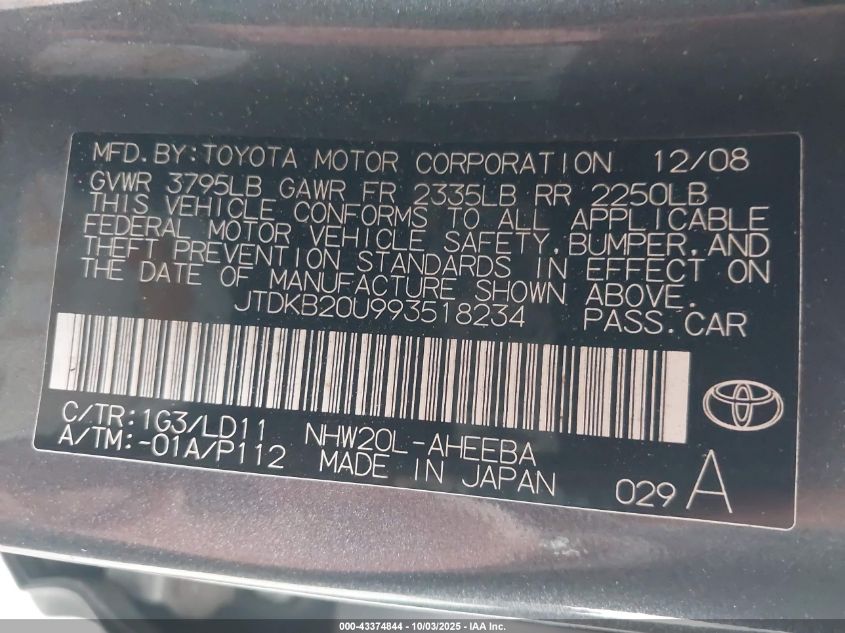 MFD.BY:TOYOTA MOTOR CORPORATION 12/08
GVWR 3795LB GAWR FR 2335LB RR 2250LB
THIS VEHICLE CONFORMS TO ALL APPLICABLE
FEDERAL MOTOR VEHICLE SAFETY,BUMPER,AND
THEFT PREVENTION STANDARDS IN EFFECT ON
THE DATE OF MANUFACTURE SHOWN ABOVE.
JTDKB20U993518234 PASS.CAR
C/TR:1G3/LD11 NHW20L-AHEEBA
A/TM:-01A/P112 MADE IN JAPAN
029 A
000-43374844 - 10/03/2025 - IAA Inc.